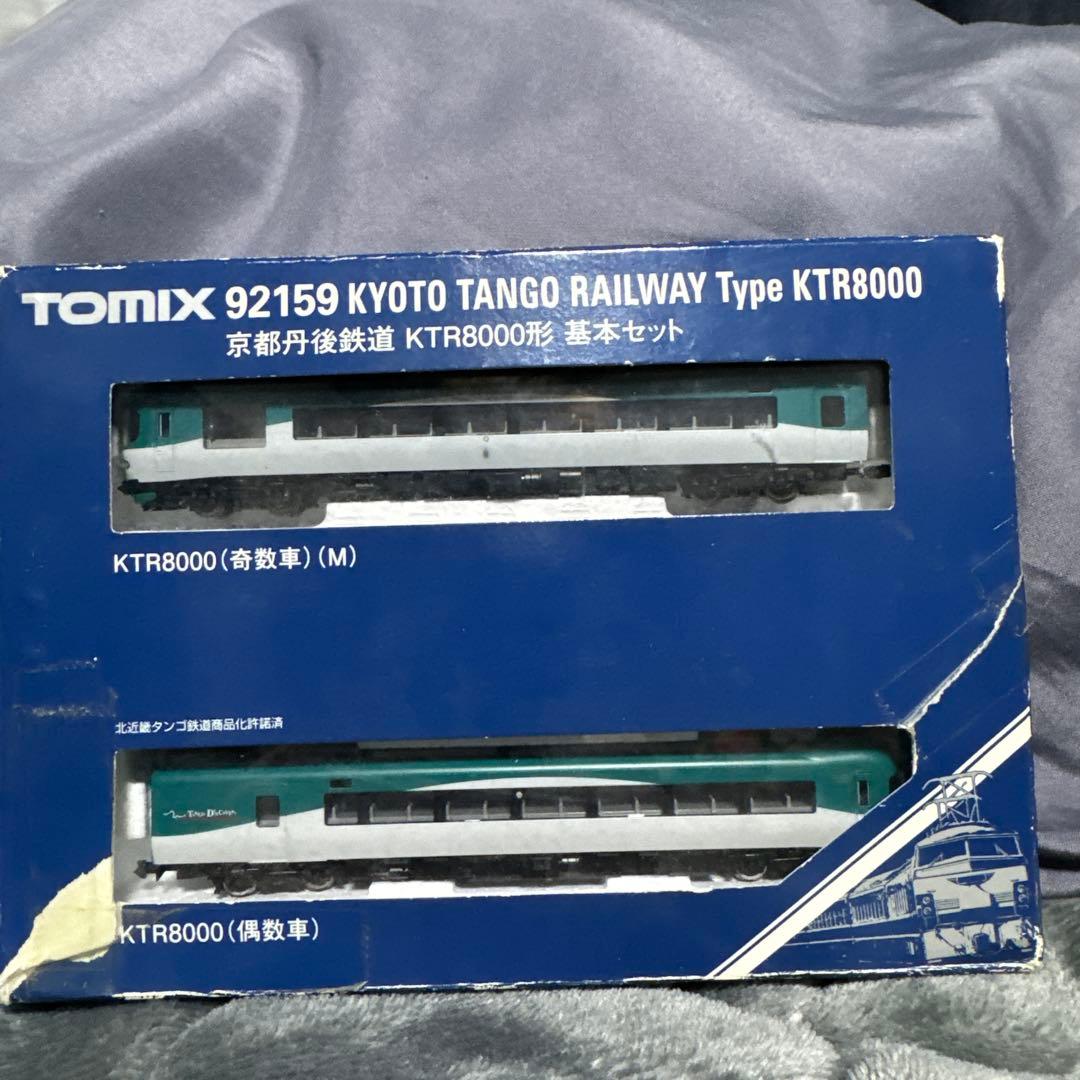 TOMIX 92159 KYOTO TANGO RAILWAY Type KTR8000
京都丹後鉄道 KTR8000形 基本セット
KTR8000(奇数車)(M)
北近畿タンゴ鉄道商品化許諾済
Tango Discovery
KTR8000(偶数車)